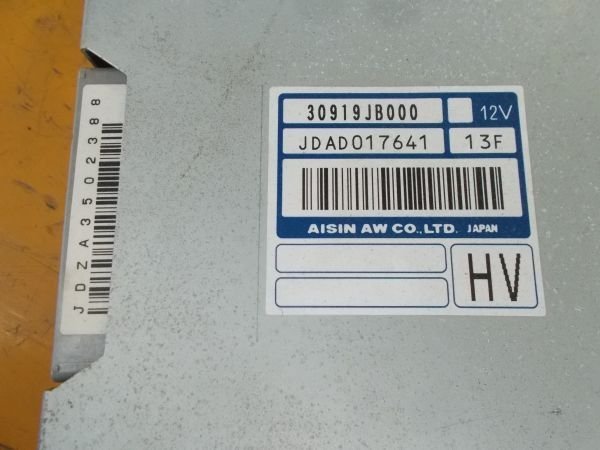 30919JB000 12V
JDAD017641 13F
AISIN AW CO.,LTD. JAPAN
HV
JDZA3502388